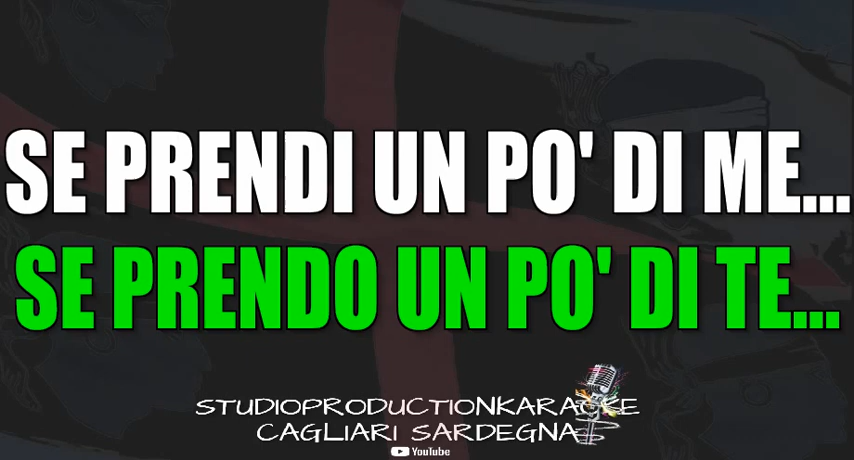 SE PRENDI UN PO' DI ME...
SE PRENDO UN PO' DI TE...
STUDIOPRODUCTIONKARAOKE
CAGLIARI SARDEGNA
YouTube